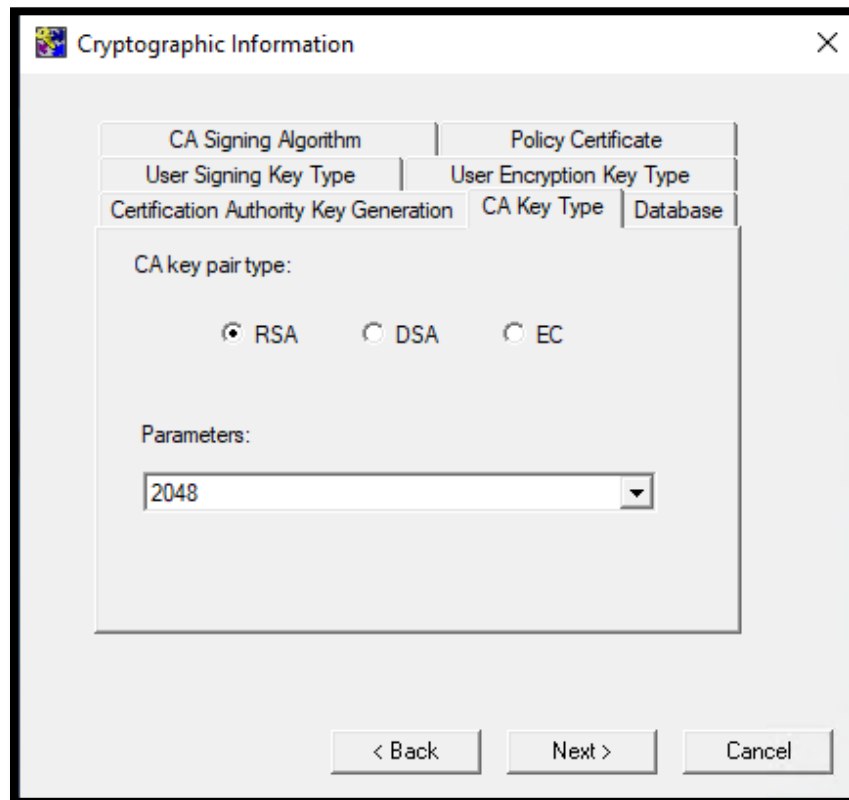 Cryptographic Information
CA Signing Algorithm Policy Certificate
User Signing Key Type User Encryption Key Type
Certification Authority Key Generation CA Key Type Database
CA key pair type:
RSA DSA EC
Parameters:
2048
< Back Next > Cancel